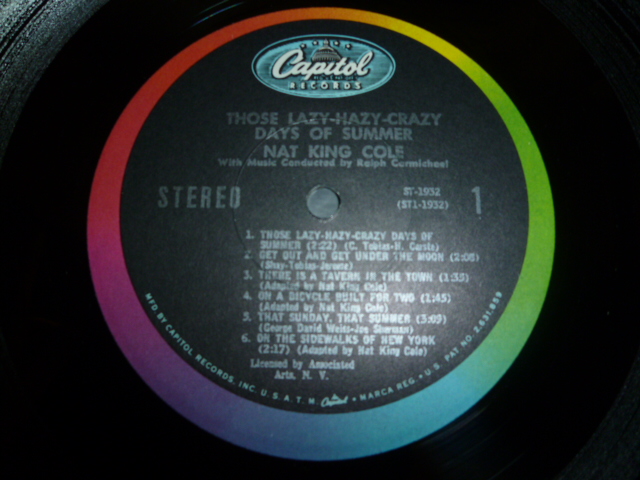 Capitol
RECORDS
THOSE LAZY-HAZY-CRAZY
DAYS OF SUMMER
NAT KING COLE
With Music Conducted by Ralph Carmichael
STEREO
ST-1932
(ST1-1932)
1
1. THOSE LAZY-HAZY-CRAZY DAYS OF
SUMMER (2:22) (C. Tobias-H. Carste)
2. GET OUT AND GET UNDER THE MOON (2:08)
(Shay-Tobias-Jerome)
3. THERE IS A TAVERN IN THE TOWN (1:35)
(Adapted by Nat King Cole)
4. ON A BICYCLE BUILT FOR TWO (1:45)
(Adapted by Nat King Cole)
5. THAT SUNDAY, THAT SUMMER (3:09)
(George David Weiss-Joe Sherman)
6. ON THE SIDEWALKS OF NEW YORK
(2:17) (Adapted by Nat King Cole)
Licensed by Associated
Arts. N. V.
MFD BY CAPITOL RECORDS, INC. U.S.A. T.M. Capitol • MARCA REG. • U.S. PAT. NO. 2,631,859